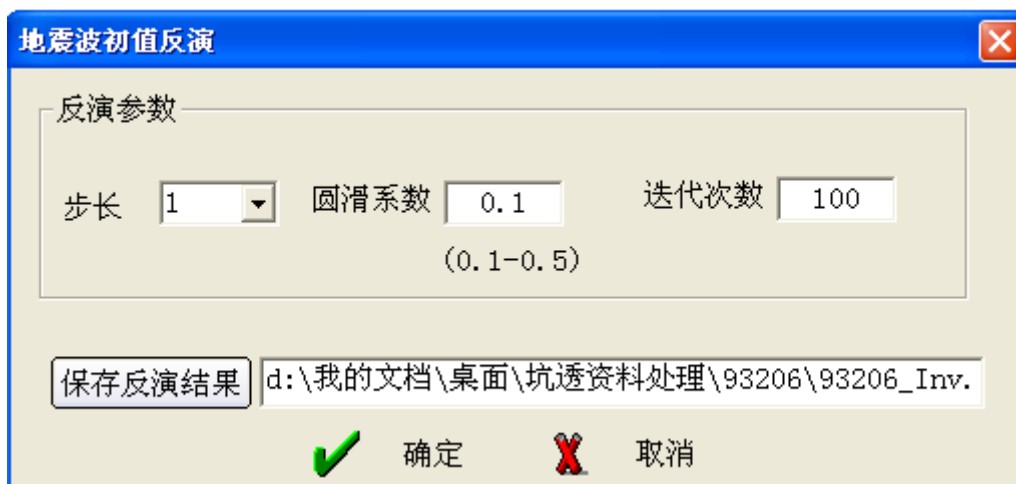 地震波初值反演
反演参数
步长 1 圆滑系数 0.1 迭代次数 100
(0.1-0.5)
保存反演结果 d:\我的文档\桌面\坑透资料处理\93206\93206_Inv.
确定 取消